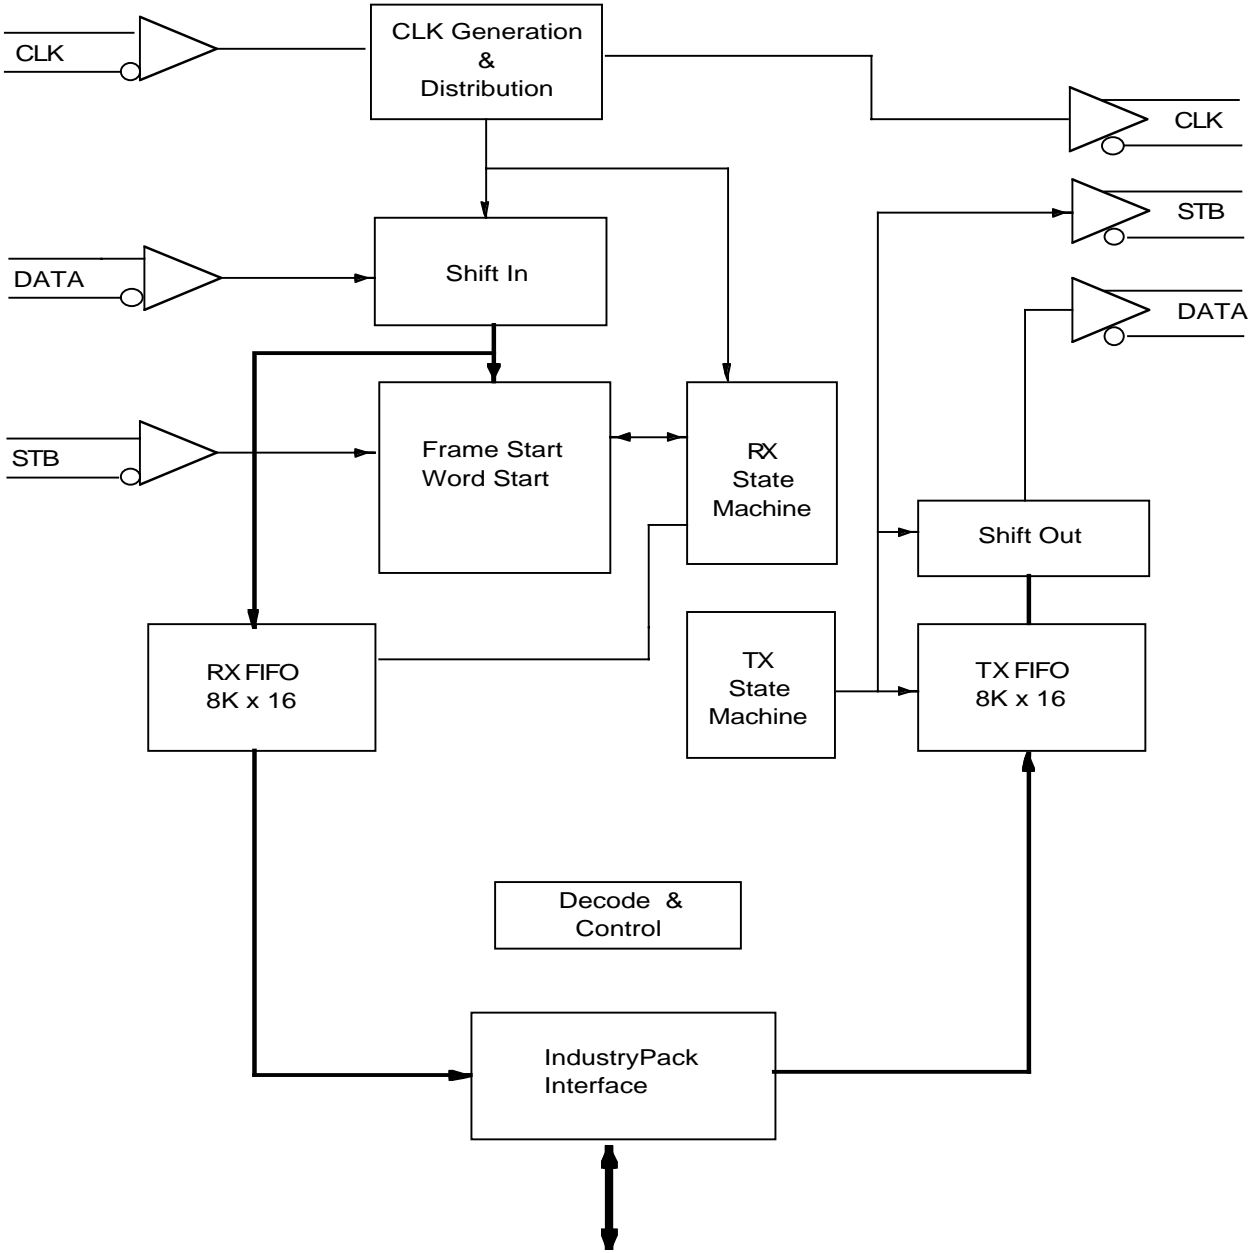 CLK
CLK Generation
&
Distribution
CLK
STB
DATA
Shift In
DATA
STB
Frame Start
Word Start
RX
State
Machine
Shift Out
RX FIFO
8K x 16
TX
State
Machine
TX FIFO
8K x 16
Decode &
Control
IndustryPack
Interface